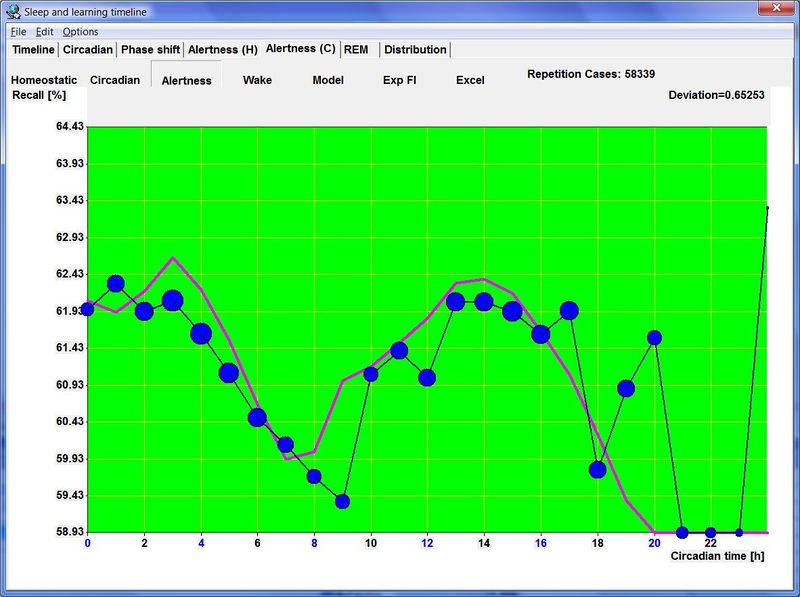 Sleep and learning timeline
File Edit Options
Timeline Circadian Phase shift Alertness (H) Alertness (C) REM Distribution
Homeostatic Circadian Alertness Wake Model Exp FI Excel Repetition Cases: 58339
Recall [%] Deviation=0.65253
64.43
63.93
63.43
62.93
62.43
61.93
61.43
60.93
60.43
59.93
59.43
58.93
0 2 4 6 8 10 12 14 16 18 20 22
Circadian time [h]